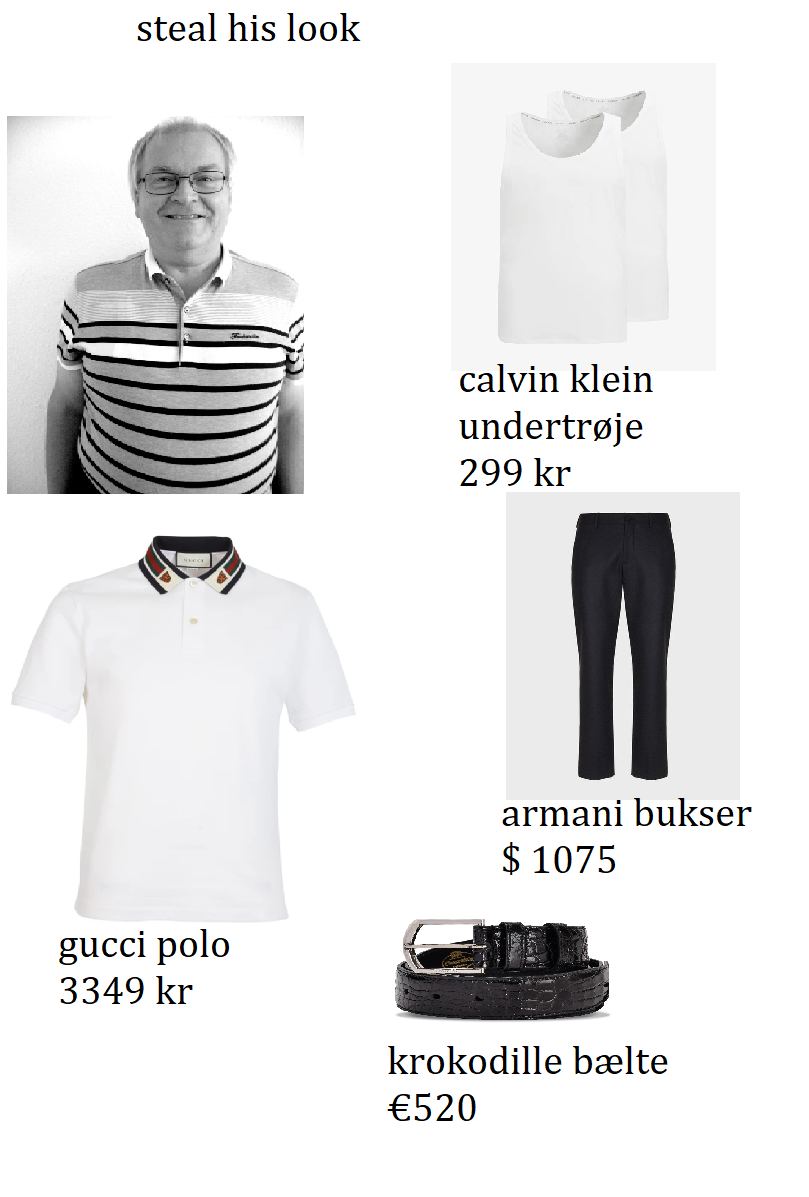 steal his look
calvin klein
undertrøje
299 kr
armani bukser
$ 1075
gucci polo
3349 kr
krokodille bælte
€520